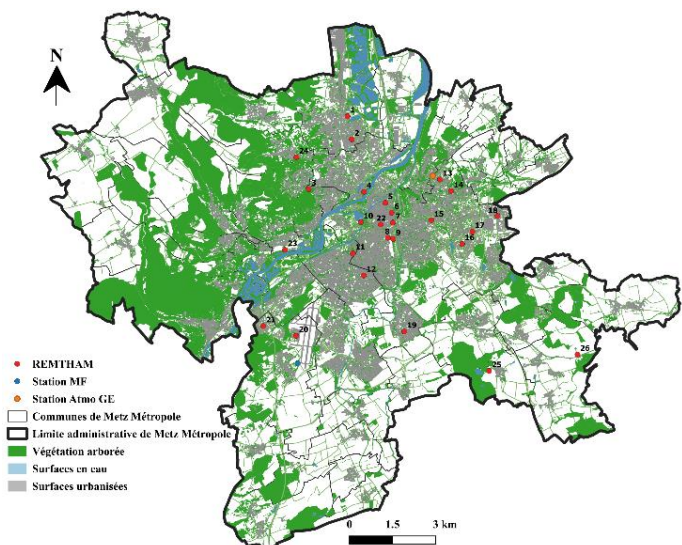 N
1
2
24
3
4
13
14
5
6
10
22
7
15
18
8
9
17
16
23
11
12
21
20
19
26
25
REMTHAM
Station MF
Station Atmo GE
Communes de Metz Métropole
Limite administrative de Metz Métropole
Végétation arborée
Surfaces en eau
Surfaces urbanisées
0 1.5 3 km